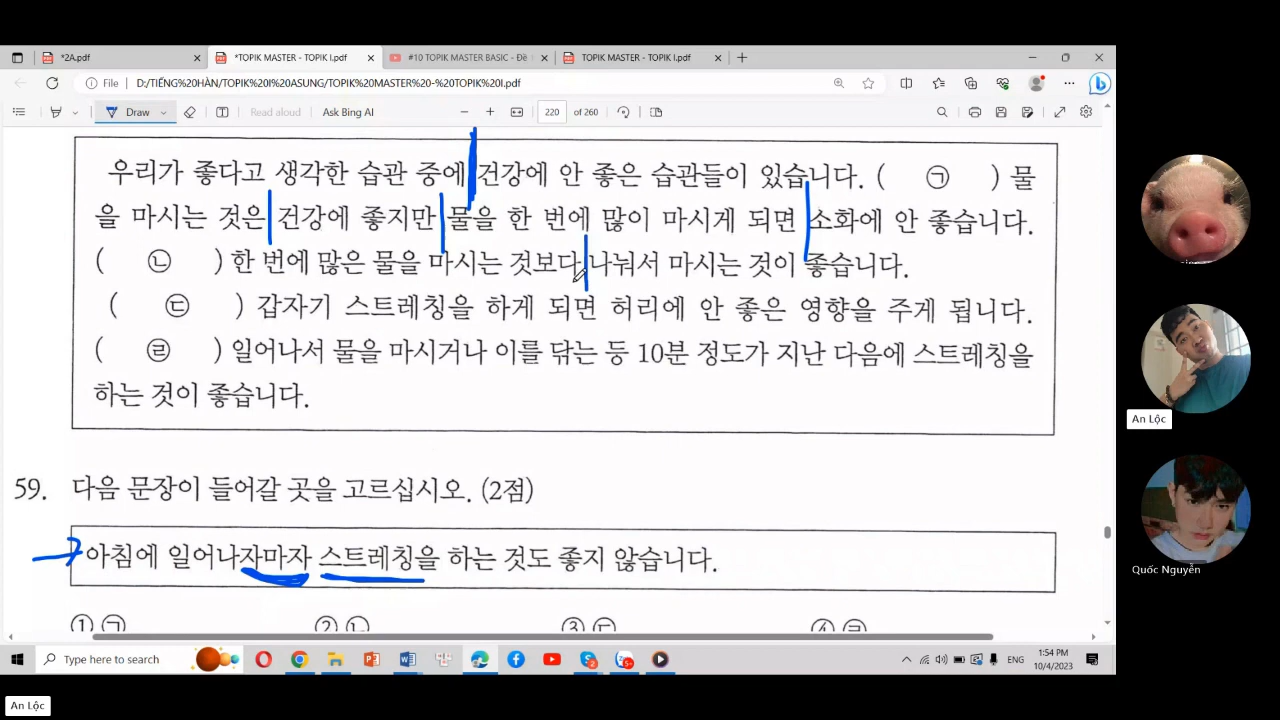 *2A.pdf
*TOPIK MASTER - TOPIK I.pdf
#10 TOPIK MASTER BASIC - Đề
TOPIK MASTER - TOPIK I.pdf
File
D:/TIẾNG%20HÀN/TOPIK%20I%20ASUNG/TOPIK%20MASTER%20-%20TOPIK%20I.pdf
Draw
Read aloud
Ask Bing AI
220 of 260
우리가 좋다고 생각한 습관 중에 건강에 안 좋은 습관들이 있습니다. ( ㉠ ) 물
을 마시는 것은 건강에 좋지만 물을 한 번에 많이 마시게 되면 소화에 안 좋습니다.
( ㉡ ) 한 번에 많은 물을 마시는 것보다 나눠서 마시는 것이 좋습니다.
( ㉢ ) 갑자기 스트레칭을 하게 되면 허리에 안 좋은 영향을 주게 됩니다.
( ㉣ ) 일어나서 물을 마시거나 이를 닦는 등 10분 정도가 지난 다음에 스트레칭을
하는 것이 좋습니다.
59. 다음 문장이 들어갈 곳을 고르십시오. (2점)
아침에 일어나자마자 스트레칭을 하는 것도 좋지 않습니다.
① ㉠ ② ㉡ ③ ㉢ ④ ㉣
Type here to search
ENG
1:54 PM
10/4/2023
An Lộc
Quốc Nguyễn
An Lộc